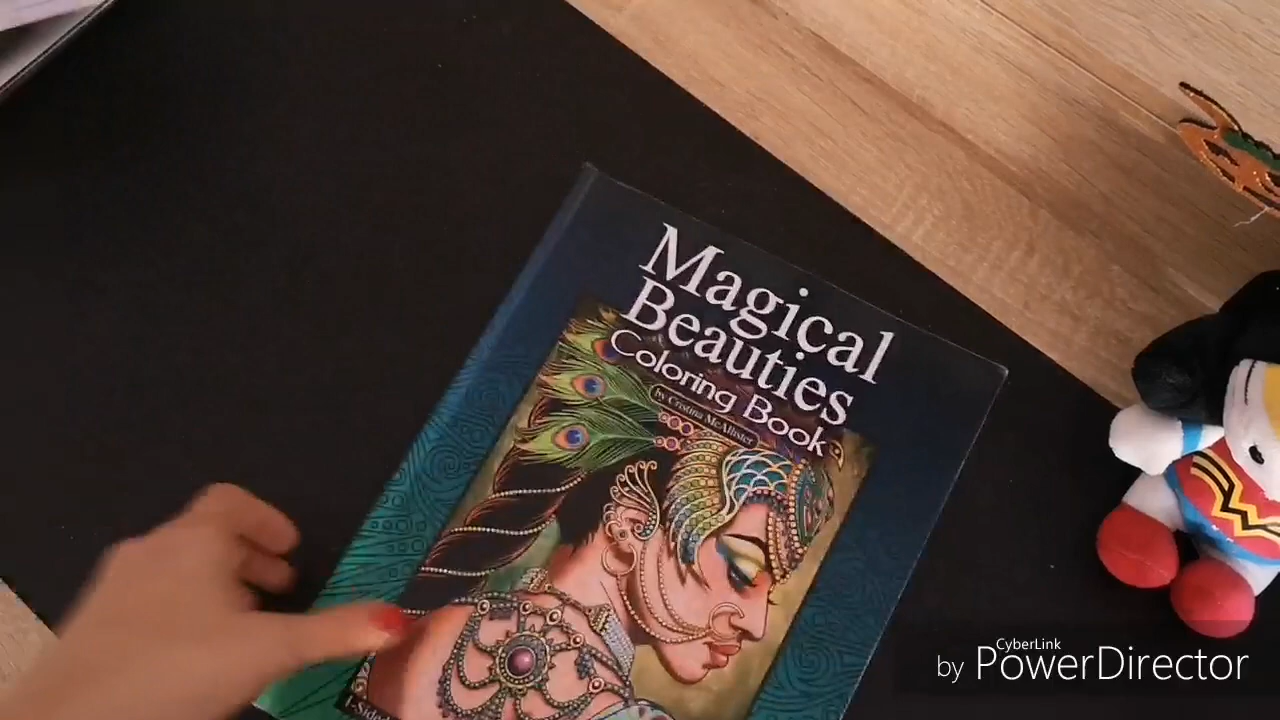 Magical
Beauties
Coloring Book
by Cristina McAllister
CyberLink
by PowerDirector